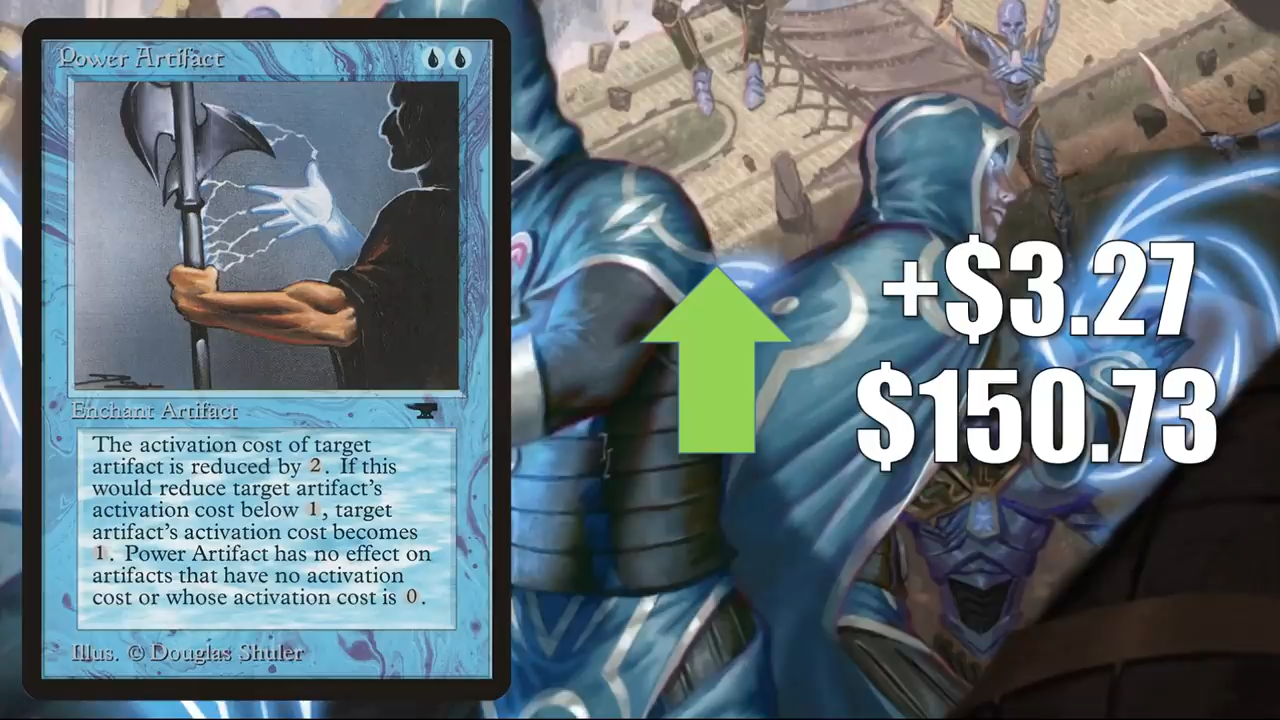 Power Artifact
Enchant Artifact
The activation cost of target
artifact is reduced by 2. If this
would reduce target artifact's
activation cost below 1, target
artifact's activation cost becomes
1. Power Artifact has no effect on
artifacts that have no activation
cost or whose activation cost is 0.
Illus. © Douglas Shuler
+$3.27
$150.73